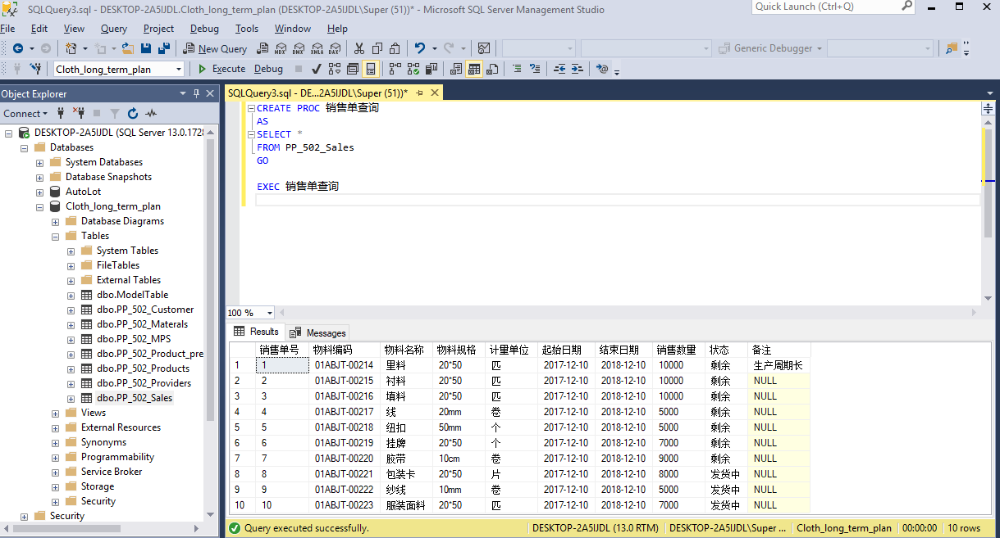 SQLQuery3.sql - DESKTOP-2A5IJDL.Cloth_long_term_plan (DESKTOP-2A5IJDL\Super (51))* - Microsoft SQL Server Management Studio
Quick Launch (Ctrl+Q)
File Edit View Query Project Debug Tools Window Help
New Query
Generic Debugger
Cloth_long_term_plan
Execute Debug
Object Explorer
Connect
DESKTOP-2A5IJDL (SQL Server 13.0.1728
Databases
System Databases
Database Snapshots
AutoLot
Cloth_long_term_plan
Database Diagrams
Tables
System Tables
FileTables
External Tables
dbo.ModelTable
dbo.PP_502_Customer
dbo.PP_502_Materals
dbo.PP_502_MPS
dbo.PP_502_Product_pre
dbo.PP_502_Products
dbo.PP_502_Providers
dbo.PP_502_Sales
Views
External Resources
Synonyms
Programmability
Service Broker
Storage
Security
Security
SQLQuery3.sql - DE...2A5IJDL\Super (51))*
CREATE PROC 销售单查询
AS
SELECT *
FROM PP_502_Sales
GO
EXEC 销售单查询
100 %
Results Messages
销售单号 物料编码 物料名称 物料规格 计量单位 起始日期 结束日期 销售数量 状态 备注
1 1 01ABJT-00214 里料 20*50 匹 2017-12-10 2018-12-10 10000 剩余 生产周期长
2 2 01ABJT-00215 衬料 20*50 匹 2017-12-10 2018-12-10 10000 剩余 NULL
3 3 01ABJT-00216 填料 20*50 匹 2017-12-10 2018-12-10 10000 剩余 NULL
4 4 01ABJT-00217 线 20mm 卷 2017-12-10 2018-12-10 5000 剩余 NULL
5 5 01ABJT-00218 纽扣 50mm 个 2017-12-10 2018-12-10 5000 剩余 NULL
6 6 01ABJT-00219 挂牌 20*50 个 2017-12-10 2018-12-10 7000 剩余 NULL
7 7 01ABJT-00220 胶带 10cm 卷 2017-12-10 2018-12-10 9000 剩余 NULL
8 8 01ABJT-00221 包装卡 20*50 片 2017-12-10 2018-12-10 8000 发货中 NULL
9 9 01ABJT-00222 纱线 10mm 卷 2017-12-10 2018-12-10 5000 发货中 NULL
10 10 01ABJT-00223 服装面料 20*50 匹 2017-12-10 2018-12-10 7000 发货中 NULL
Query executed successfully. DESKTOP-2A5IJDL (13.0 RTM) DESKTOP-2A5IJDL\Super ... Cloth_long_term_plan 00:00:00 10 rows